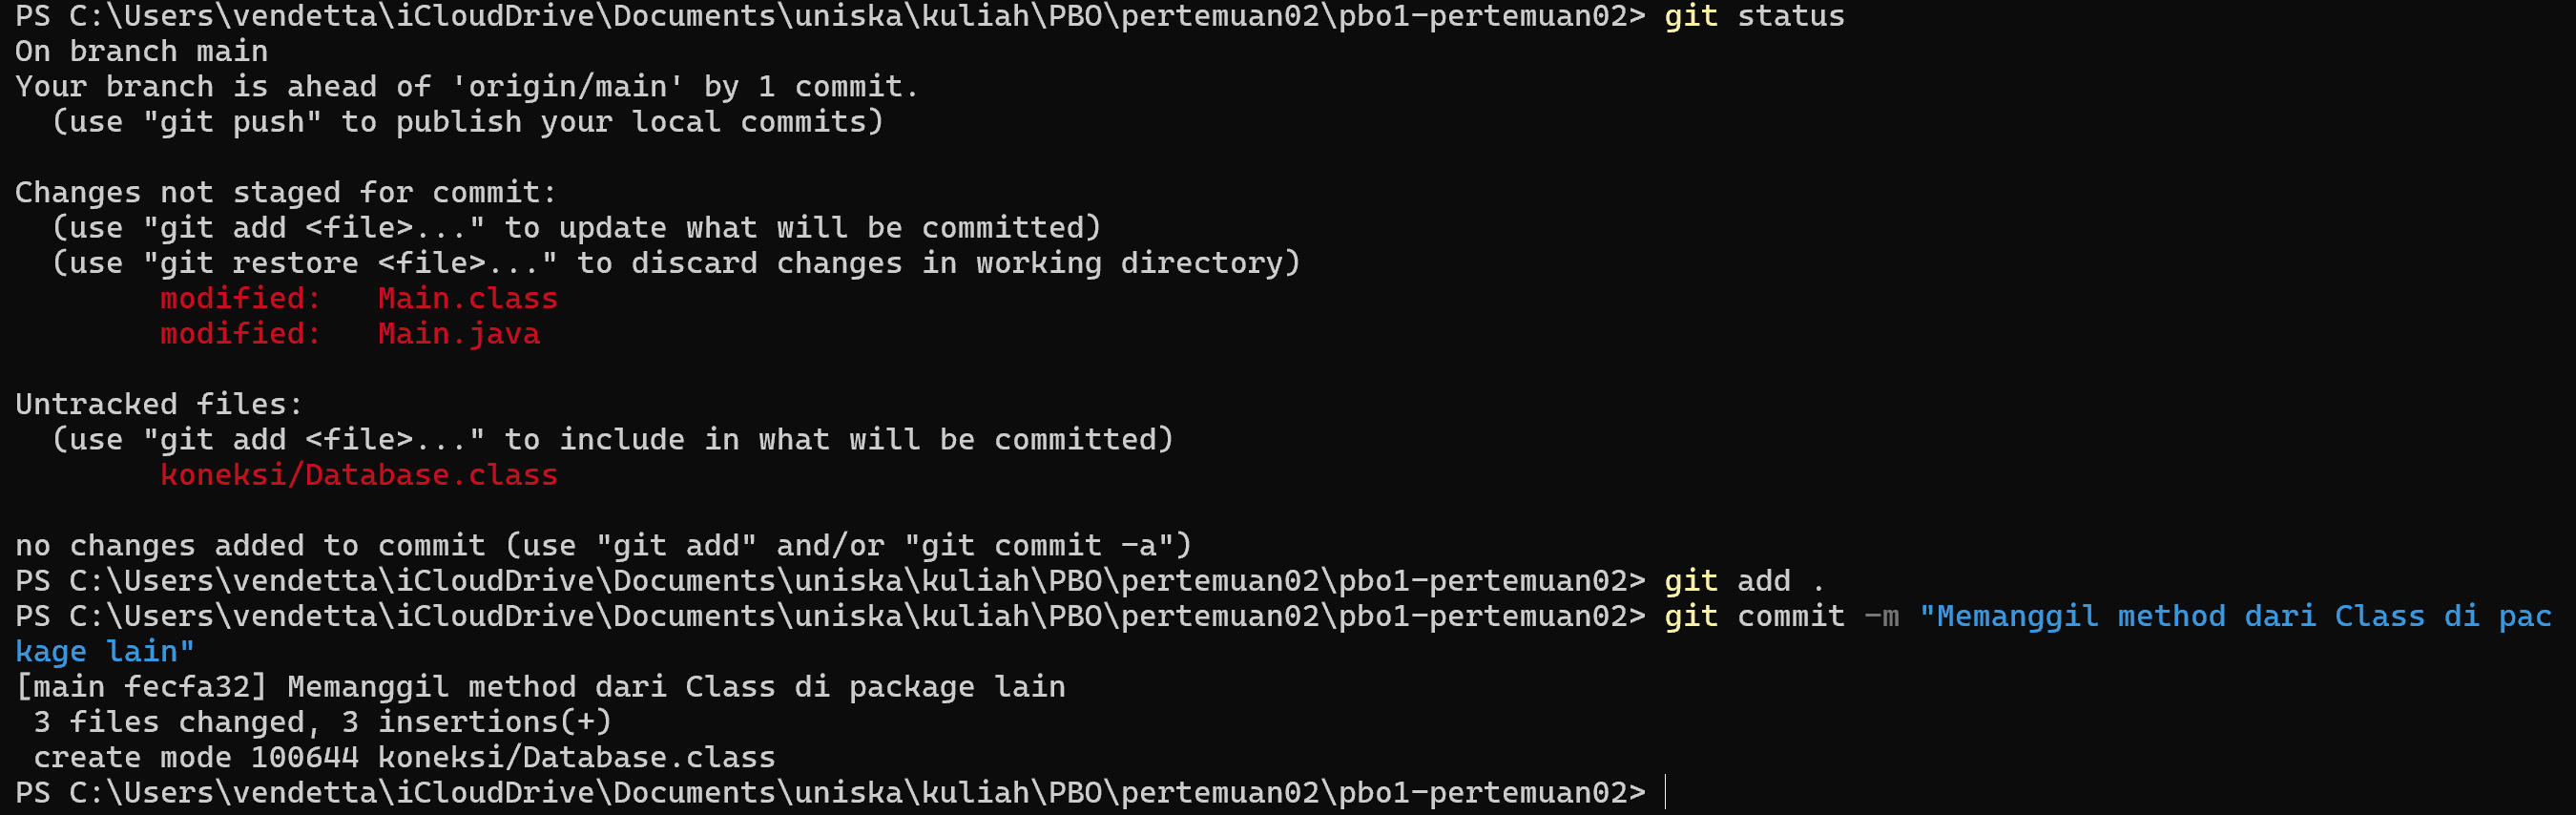 PS C:\Users\vendetta\iCloudDrive\Documents\uniska\kuliah\PBO\pertemuan02\pbo1-pertemuan02> git status
On branch main
Your branch is ahead of 'origin/main' by 1 commit.
  (use "git push" to publish your local commits)

Changes not staged for commit:
  (use "git add <file>..." to update what will be committed)
  (use "git restore <file>..." to discard changes in working directory)
        modified:   Main.class
        modified:   Main.java

Untracked files:
  (use "git add <file>..." to include in what will be committed)
        koneksi/Database.class

no changes added to commit (use "git add" and/or "git commit -a")
PS C:\Users\vendetta\iCloudDrive\Documents\uniska\kuliah\PBO\pertemuan02\pbo1-pertemuan02> git add .
PS C:\Users\vendetta\iCloudDrive\Documents\uniska\kuliah\PBO\pertemuan02\pbo1-pertemuan02> git commit -m "Memanggil method dari Class di pac
kage lain"
[main fecfa32] Memanggil method dari Class di package lain
 3 files changed, 3 insertions(+)
 create mode 100644 koneksi/Database.class
PS C:\Users\vendetta\iCloudDrive\Documents\uniska\kuliah\PBO\pertemuan02\pbo1-pertemuan02>